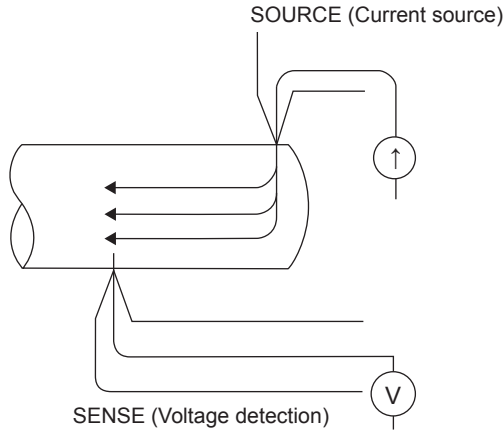 SOURCE (Current source)
↑
V
SENSE (Voltage detection)